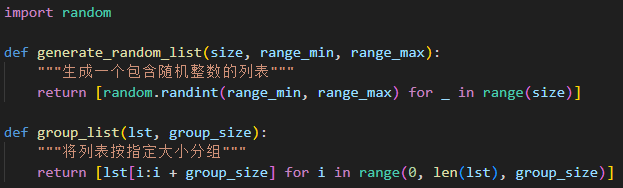 import random
def generate_random_list(size, range_min, range_max):
    """生成一个包含随机整数的列表"""
    return [random.randint(range_min, range_max) for _ in range(size)]
def group_list(lst, group_size):
    """将列表按指定大小分组"""
    return [lst[i:i + group_size] for i in range(0, len(lst), group_size)]